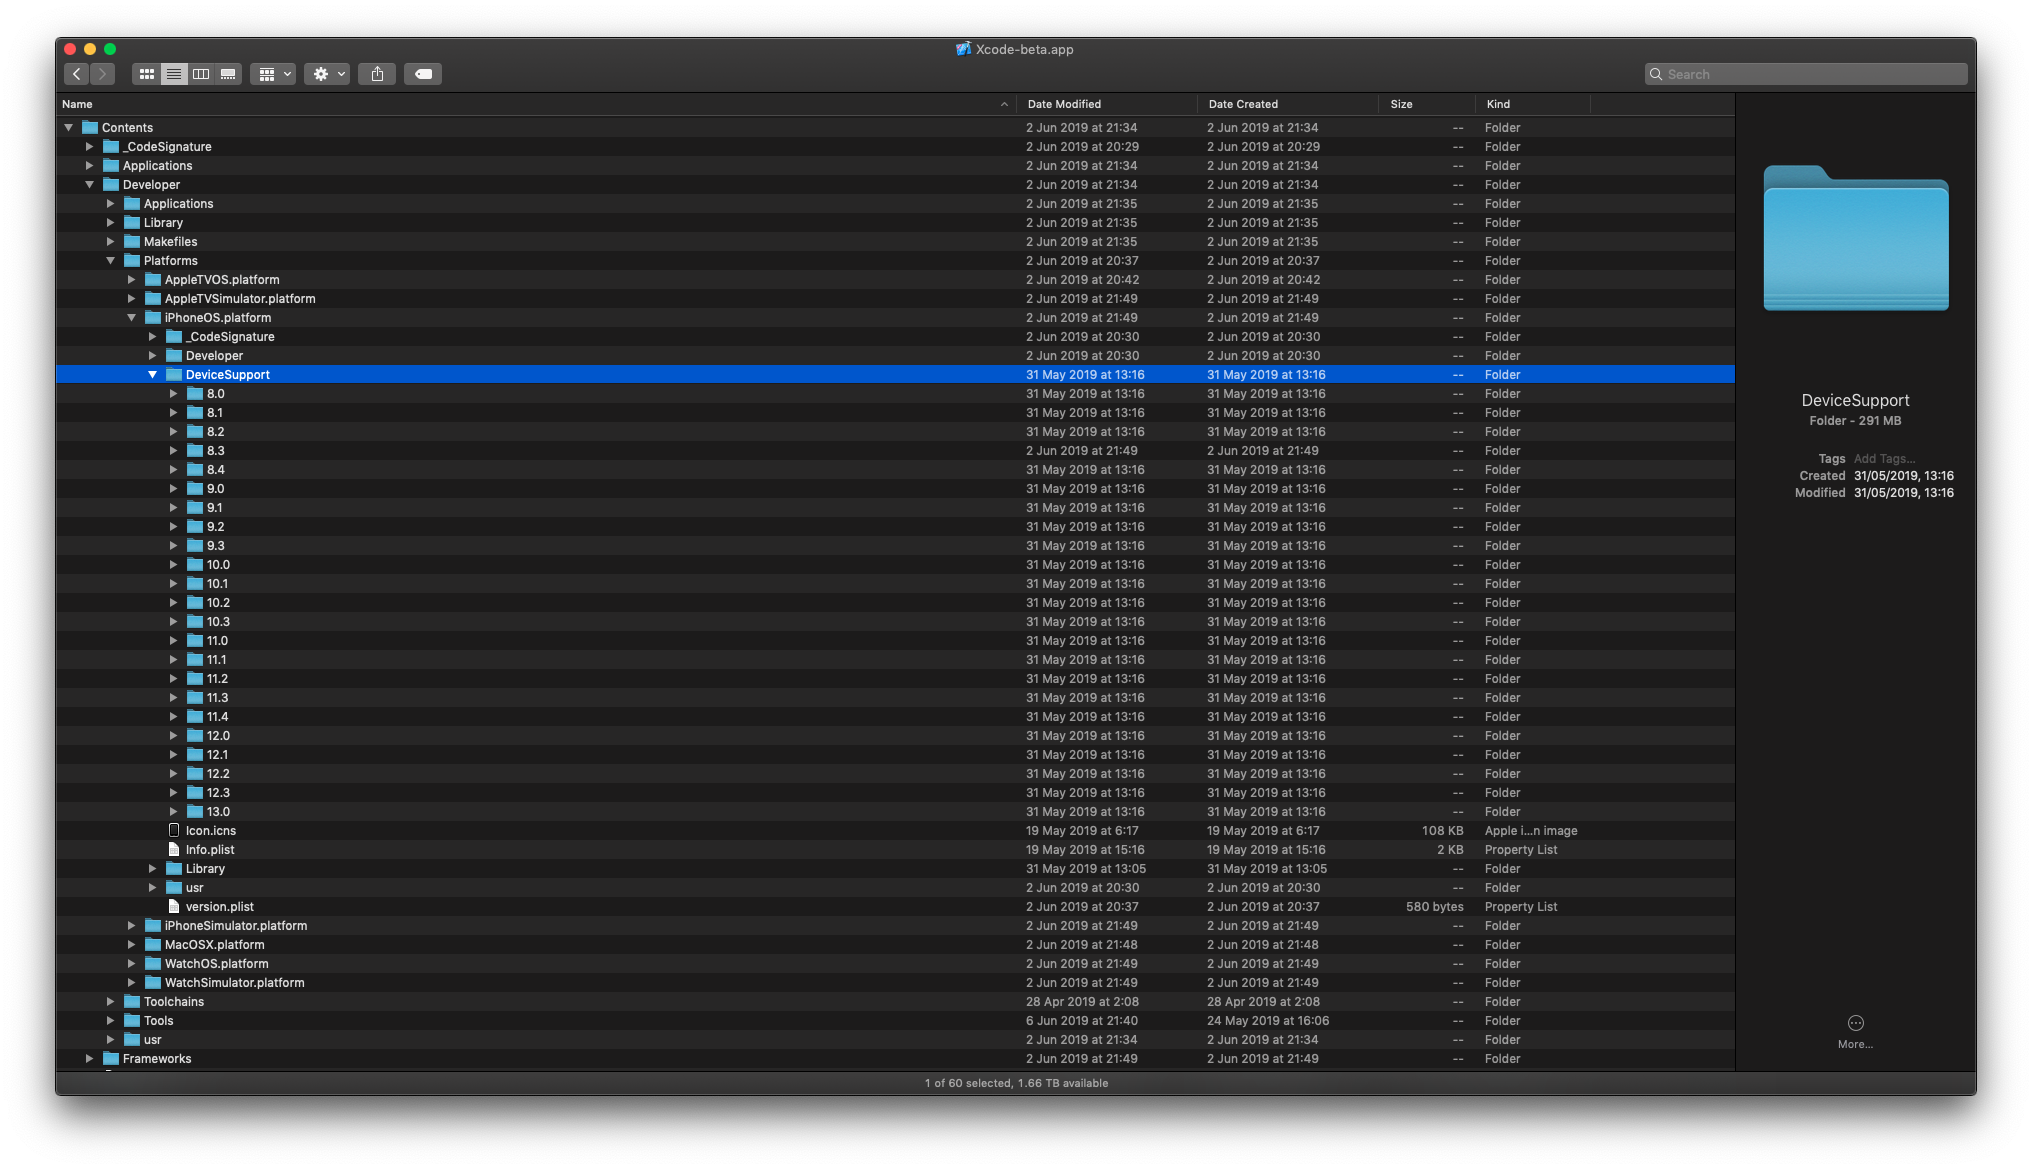 Xcode-beta.app
Search
Name Date Modified Date Created Size Kind
Contents 2 Jun 2019 at 21:34 2 Jun 2019 at 21:34 -- Folder
_CodeSignature 2 Jun 2019 at 20:29 2 Jun 2019 at 20:29 -- Folder
Applications 2 Jun 2019 at 21:34 2 Jun 2019 at 21:34 -- Folder
Developer 2 Jun 2019 at 21:34 2 Jun 2019 at 21:34 -- Folder
Applications 2 Jun 2019 at 21:35 2 Jun 2019 at 21:35 -- Folder
Library 2 Jun 2019 at 21:35 2 Jun 2019 at 21:35 -- Folder
Makefiles 2 Jun 2019 at 21:35 2 Jun 2019 at 21:35 -- Folder
Platforms 2 Jun 2019 at 20:37 2 Jun 2019 at 20:37 -- Folder
AppleTVOS.platform 2 Jun 2019 at 20:42 2 Jun 2019 at 20:42 -- Folder
AppleTVSimulator.platform 2 Jun 2019 at 21:49 2 Jun 2019 at 21:49 -- Folder
iPhoneOS.platform 2 Jun 2019 at 21:49 2 Jun 2019 at 21:49 -- Folder
_CodeSignature 2 Jun 2019 at 20:30 2 Jun 2019 at 20:30 -- Folder
Developer 2 Jun 2019 at 20:30 2 Jun 2019 at 20:30 -- Folder
DeviceSupport 31 May 2019 at 13:16 31 May 2019 at 13:16 -- Folder
8.0 31 May 2019 at 13:16 31 May 2019 at 13:16 -- Folder
8.1 31 May 2019 at 13:16 31 May 2019 at 13:16 -- Folder
8.2 31 May 2019 at 13:16 31 May 2019 at 13:16 -- Folder
8.3 2 Jun 2019 at 21:49 2 Jun 2019 at 21:49 -- Folder
8.4 31 May 2019 at 13:16 31 May 2019 at 13:16 -- Folder
9.0 31 May 2019 at 13:16 31 May 2019 at 13:16 -- Folder
9.1 31 May 2019 at 13:16 31 May 2019 at 13:16 -- Folder
9.2 31 May 2019 at 13:16 31 May 2019 at 13:16 -- Folder
9.3 31 May 2019 at 13:16 31 May 2019 at 13:16 -- Folder
10.0 31 May 2019 at 13:16 31 May 2019 at 13:16 -- Folder
10.1 31 May 2019 at 13:16 31 May 2019 at 13:16 -- Folder
10.2 31 May 2019 at 13:16 31 May 2019 at 13:16 -- Folder
10.3 31 May 2019 at 13:16 31 May 2019 at 13:16 -- Folder
11.0 31 May 2019 at 13:16 31 May 2019 at 13:16 -- Folder
11.1 31 May 2019 at 13:16 31 May 2019 at 13:16 -- Folder
11.2 31 May 2019 at 13:16 31 May 2019 at 13:16 -- Folder
11.3 31 May 2019 at 13:16 31 May 2019 at 13:16 -- Folder
11.4 31 May 2019 at 13:16 31 May 2019 at 13:16 -- Folder
12.0 31 May 2019 at 13:16 31 May 2019 at 13:16 -- Folder
12.1 31 May 2019 at 13:16 31 May 2019 at 13:16 -- Folder
12.2 31 May 2019 at 13:16 31 May 2019 at 13:16 -- Folder
12.3 31 May 2019 at 13:16 31 May 2019 at 13:16 -- Folder
13.0 31 May 2019 at 13:16 31 May 2019 at 13:16 -- Folder
Icon.icns 19 May 2019 at 6:17 19 May 2019 at 6:17 108 KB Apple i...n image
Info.plist 19 May 2019 at 15:16 19 May 2019 at 15:16 2 KB Property List
Library 31 May 2019 at 13:05 31 May 2019 at 13:05 -- Folder
usr 2 Jun 2019 at 20:30 2 Jun 2019 at 20:30 -- Folder
version.plist 2 Jun 2019 at 20:37 2 Jun 2019 at 20:37 580 bytes Property List
iPhoneSimulator.platform 2 Jun 2019 at 21:49 2 Jun 2019 at 21:49 -- Folder
MacOSX.platform 2 Jun 2019 at 21:48 2 Jun 2019 at 21:48 -- Folder
WatchOS.platform 2 Jun 2019 at 21:49 2 Jun 2019 at 21:49 -- Folder
WatchSimulator.platform 2 Jun 2019 at 21:49 2 Jun 2019 at 21:49 -- Folder
Toolchains 28 Apr 2019 at 2:08 28 Apr 2019 at 2:08 -- Folder
Tools 6 Jun 2019 at 21:40 24 May 2019 at 16:06 -- Folder
usr 2 Jun 2019 at 21:34 2 Jun 2019 at 21:34 -- Folder
Frameworks 2 Jun 2019 at 21:49 2 Jun 2019 at 21:49 -- Folder
DeviceSupport
Folder - 291 MB
Tags Add Tags...
Created 31/05/2019, 13:16
Modified 31/05/2019, 13:16
More...
1 of 60 selected, 1.66 TB available